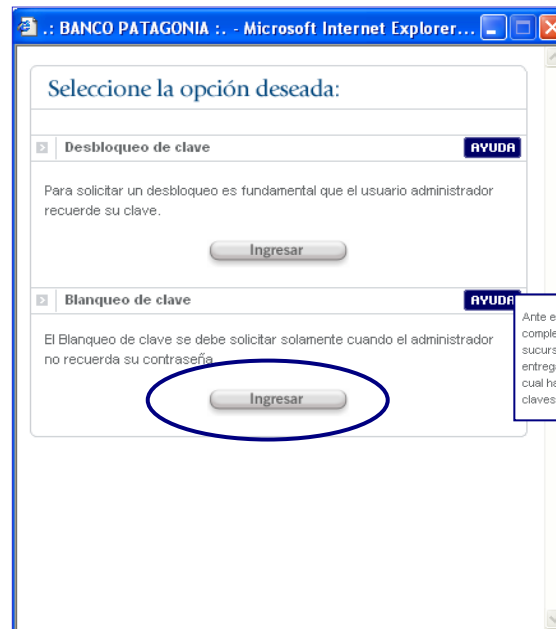 .: BANCO PATAGONIA :. - Microsoft Internet Explorer...
Seleccione la opción deseada:
Desbloqueo de clave
AYUDA
Para solicitar un desbloqueo es fundamental que el usuario administrador
recuerde su clave.
Ingresar
Blanqueo de clave
AYUDA
El Blanqueo de clave se debe solicitar solamente cuando el administrador
no recuerda su contraseña.
Ingresar
Ante e
comple
sucurs
entrega
cual ha
claves